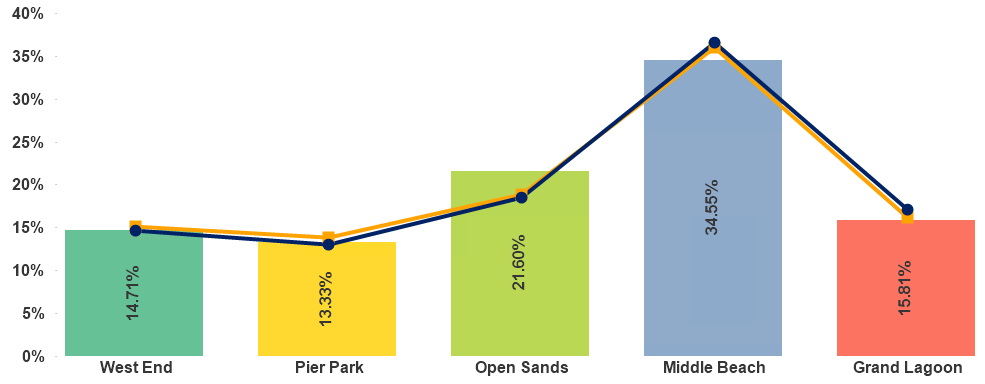 40%
35%
30%
25%
20%
15%
10%
5%
0%
14.71%
13.33%
21.60%
34.55%
15.81%
West End
Pier Park
Open Sands
Middle Beach
Grand Lagoon